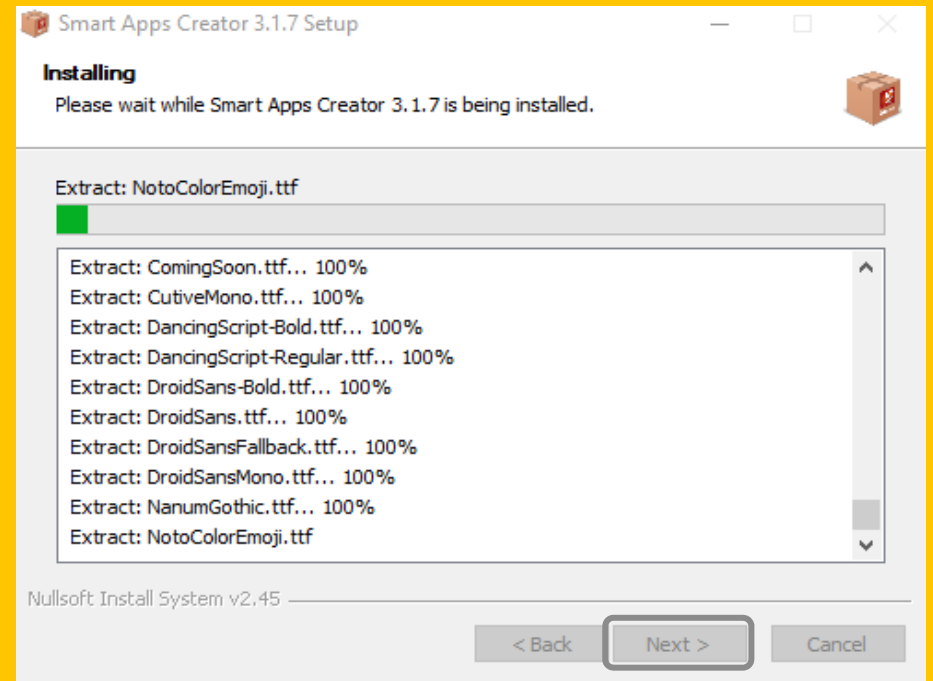 Smart Apps Creator 3.1.7 Setup
Installing
Please wait while Smart Apps Creator 3.1.7 is being installed.
Extract: NotoColorEmoji.ttf
Extract: ComingSoon.ttf... 100%
Extract: CutiveMono.ttf... 100%
Extract: DancingScript-Bold.ttf... 100%
Extract: DancingScript-Regular.ttf... 100%
Extract: DroidSans-Bold.ttf... 100%
Extract: DroidSans.ttf... 100%
Extract: DroidSansFallback.ttf... 100%
Extract: DroidSansMono.ttf... 100%
Extract: NanumGothic.ttf... 100%
Extract: NotoColorEmoji.ttf
Nullsoft Install System v2.45
< Back Next > Cancel